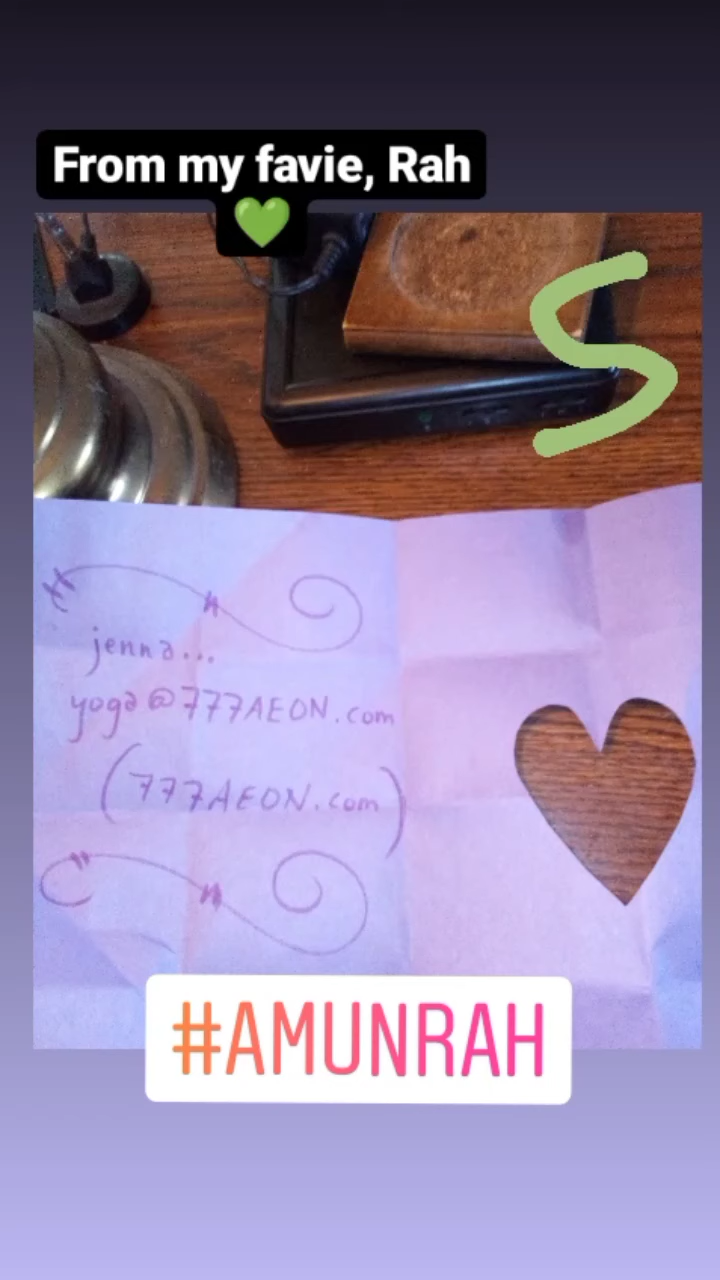 From my favie, Rah
💚
S
jenna...
yoga@777AEON.com
(777AEON.com)
#AMUNRAH